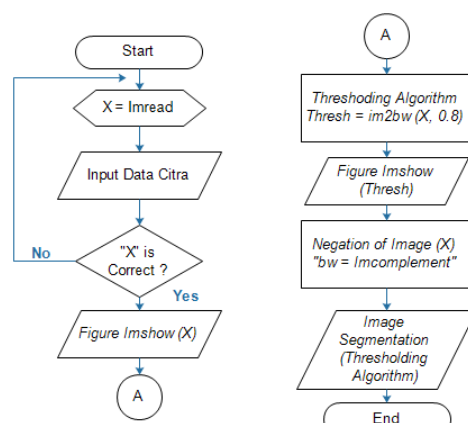 Start
X = Imread
Input Data Citra
"X" is
Correct ?
No
Yes
Figure Imshow (X)
A
A
Threshoding Algorithm
Thresh = im2bw (X, 0.8)
Figure Imshow
(Thresh)
Negation of Image (X)
"bw = Imcomplement"
Image
Segmentation
(Thresholding
Algorithm)
End